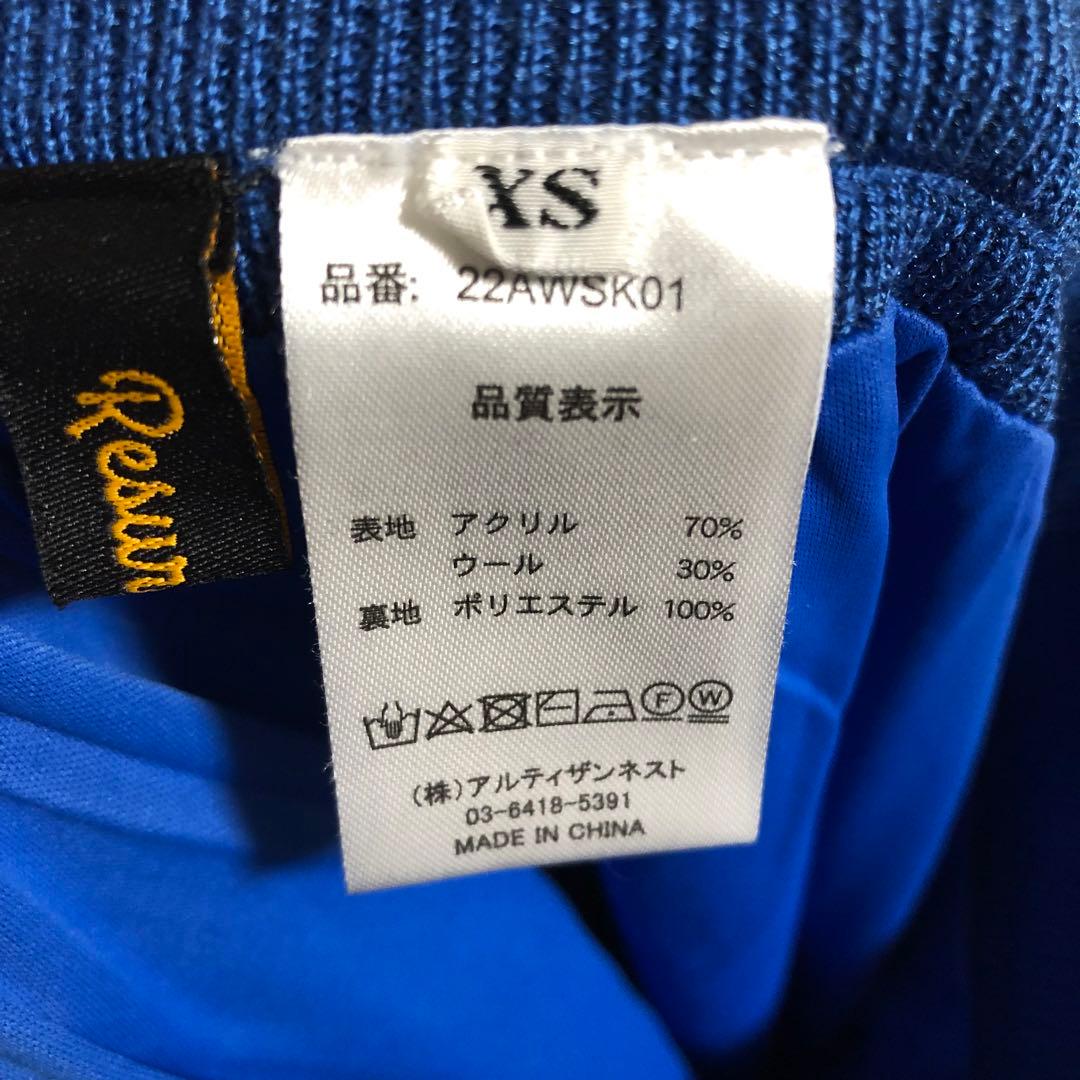 XS
品番: 22AWSK01
品質表示
表地 アクリル 70%
ウール 30%
裏地 ポリエステル 100%
F W
(株)アルティザンネスト
03-6418-5391
MADE IN CHINA